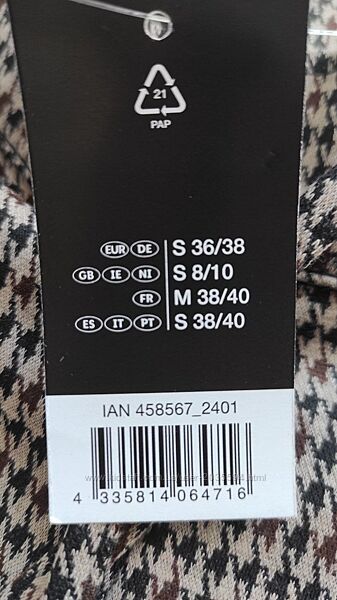 21
PAP
EUR DE S 36/38
GB IE NI S 8/10
FR M 38/40
ES IT PT S 38/40
IAN 458567_2401
4 335814 064716